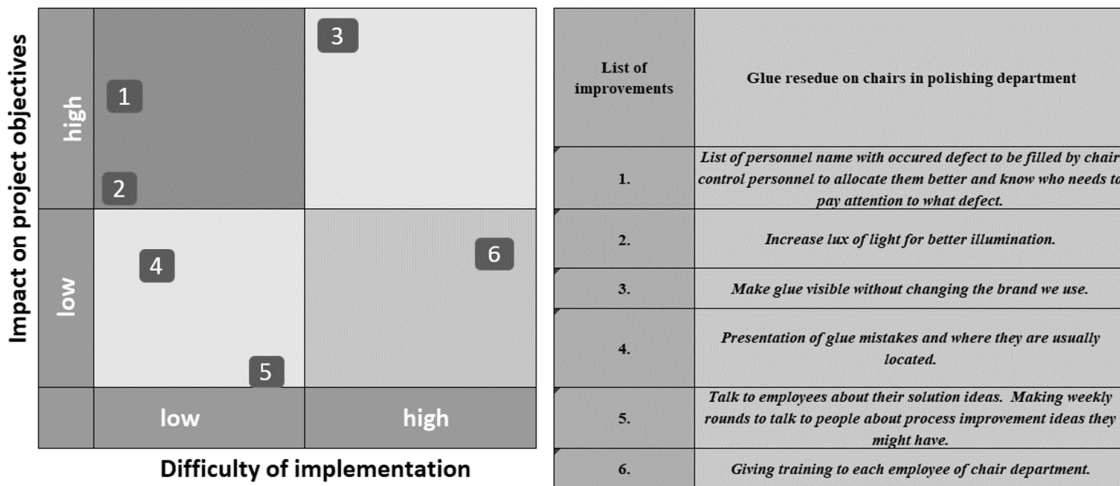 Impact on project objectives
high
low
1
2
3
4
5
6
low
high
Difficulty of implementation
List of
improvements
Glue resedue on chairs in polishing department
1.
List of personnel name with occured defect to be filled by chair
control personnel to allocate them better and know who needs to
pay attention to what defect.
2.
Increase lux of light for better illumination.
3.
Make glue visible without changing the brand we use.
4.
Presentation of glue mistakes and where they are usually
located.
5.
Talk to employees about their solution ideas. Making weekly
rounds to talk to people about process improvement ideas they
might have.
6.
Giving training to each employee of chair department.